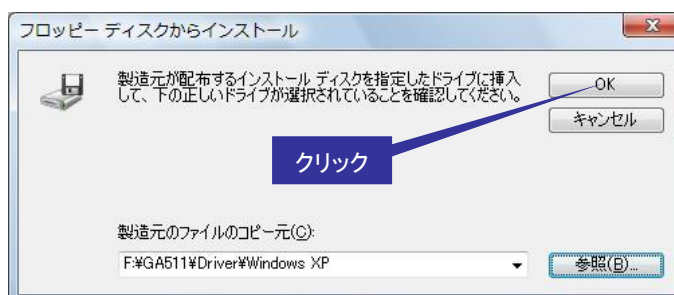 フロッピー ディスクからインストール
製造元が配布するインストール ディスクを指定したドライブに挿入
して、下の正しいドライブが選択されていることを確認してください。
OK
キャンセル
クリック
製造元のファイルのコピー元(C):
F:¥GA511¥Driver¥Windows XP
参照(B)...